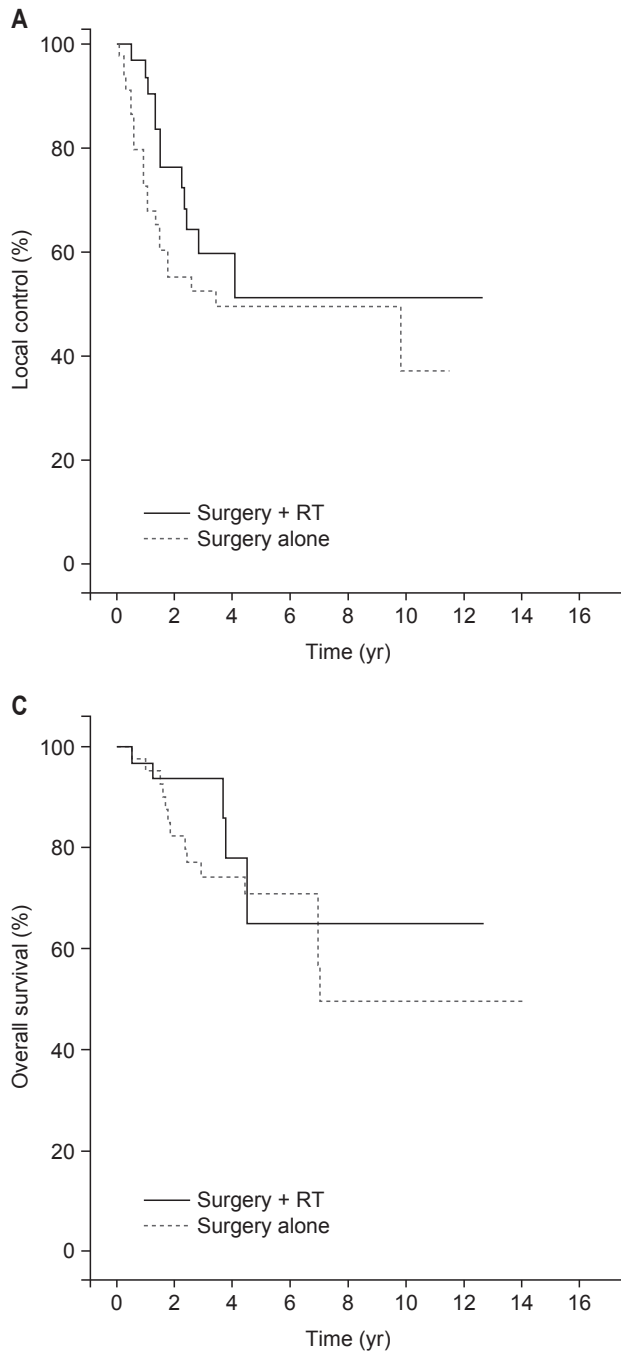 A
100
80
60
40
20
0
Local control (%)
Surgery + RT
Surgery alone
0 2 4 6 8 10 12 14 16
Time (yr)
C
100
80
60
40
20
0
Overall survival (%)
Surgery + RT
Surgery alone
0 2 4 6 8 10 12 14 16
Time (yr)